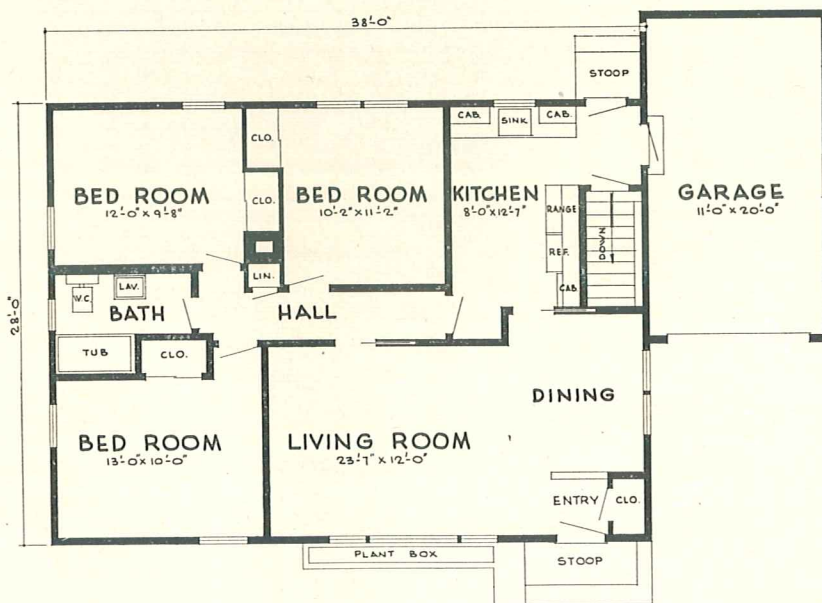 38'-0"
STOOP
CLO.
CAB.
SINK
CAB.
BED ROOM
12'-0" x 9'-8"
CLO.
BED ROOM
10'-2" x 11'-2"
KITCHEN
8'-0" x 12'-7"
RANGE
GARAGE
11'-0" x 20'-0"
DOWN
REF.
LIN.
CAB
28'-0"
W.C.
LAV.
BATH
HALL
TUB
CLO.
DINING
BED ROOM
13'-0" x 10'-0"
LIVING ROOM
23'-7" x 12'-0"
ENTRY
CLO.
PLANT BOX
STOOP